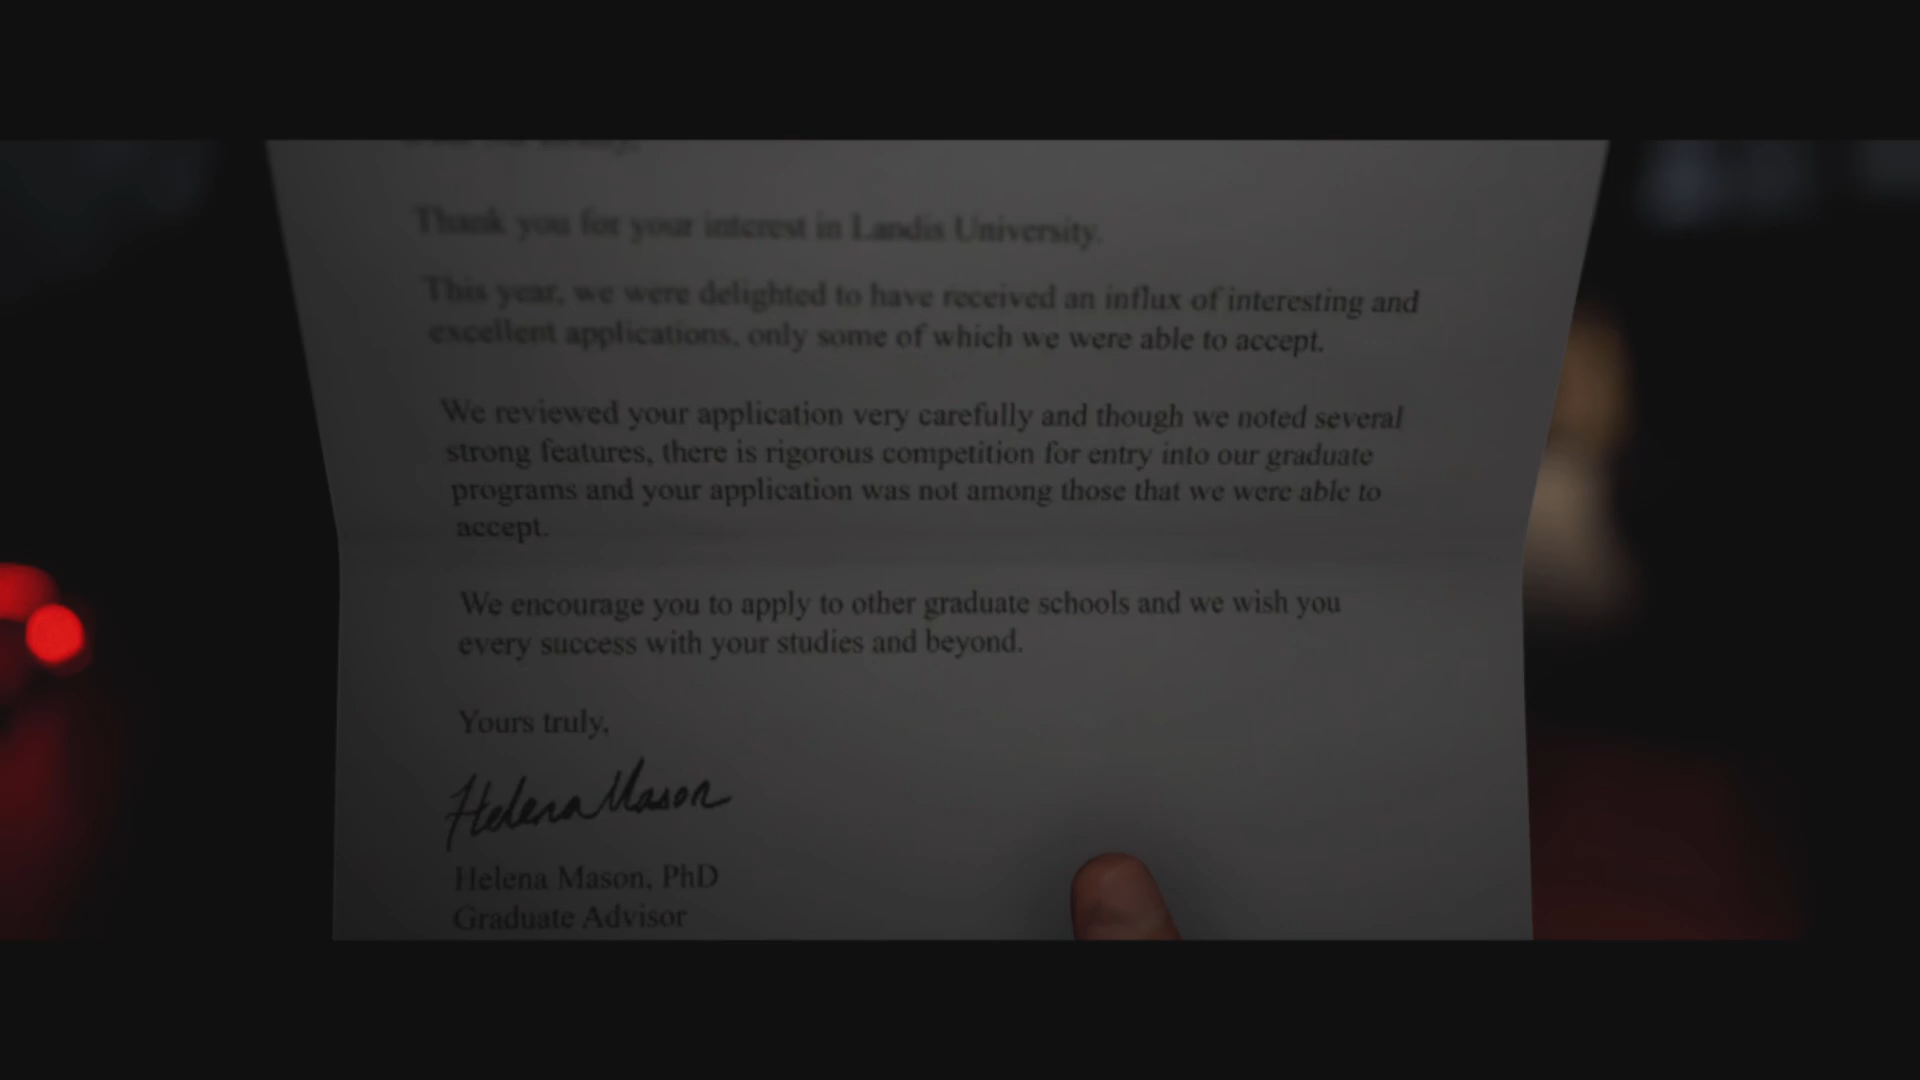 Thank you for your interest in Landis University.
This year, we were delighted to have received an influx of interesting and
excellent applications, only some of which we were able to accept.
We reviewed your application very carefully and though we noted several
strong features, there is rigorous competition for entry into our graduate
programs and your application was not among those that we were able to
accept.
We encourage you to apply to other graduate schools and we wish you
every success with your studies and beyond.
Yours truly,
Helena Mason
Helena Mason, PhD
Graduate Advisor